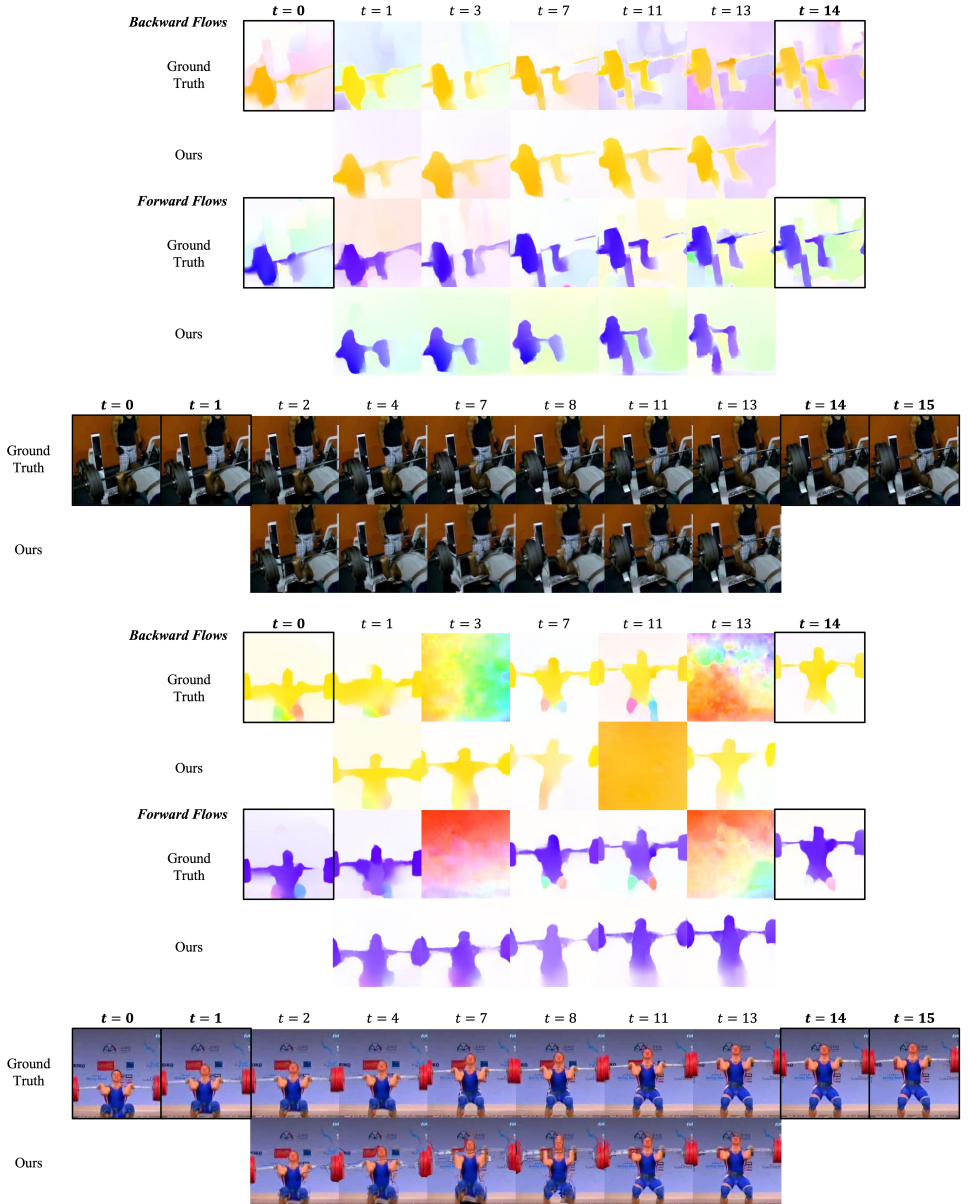 Backward Flows
t = 0 t = 1 t = 3 t = 7 t = 11 t = 13 t = 14
Ground
Truth
Ours
Forward Flows
Ground
Truth
Ours
t = 0 t = 1 t = 2 t = 4 t = 7 t = 8 t = 11 t = 13 t = 14 t = 15
Ground
Truth
Ours
Backward Flows
t = 0 t = 1 t = 3 t = 7 t = 11 t = 13 t = 14
Ground
Truth
Ours
Forward Flows
Ground
Truth
Ours
t = 0 t = 1 t = 2 t = 4 t = 7 t = 8 t = 11 t = 13 t = 14 t = 15
Ground
Truth
Ours